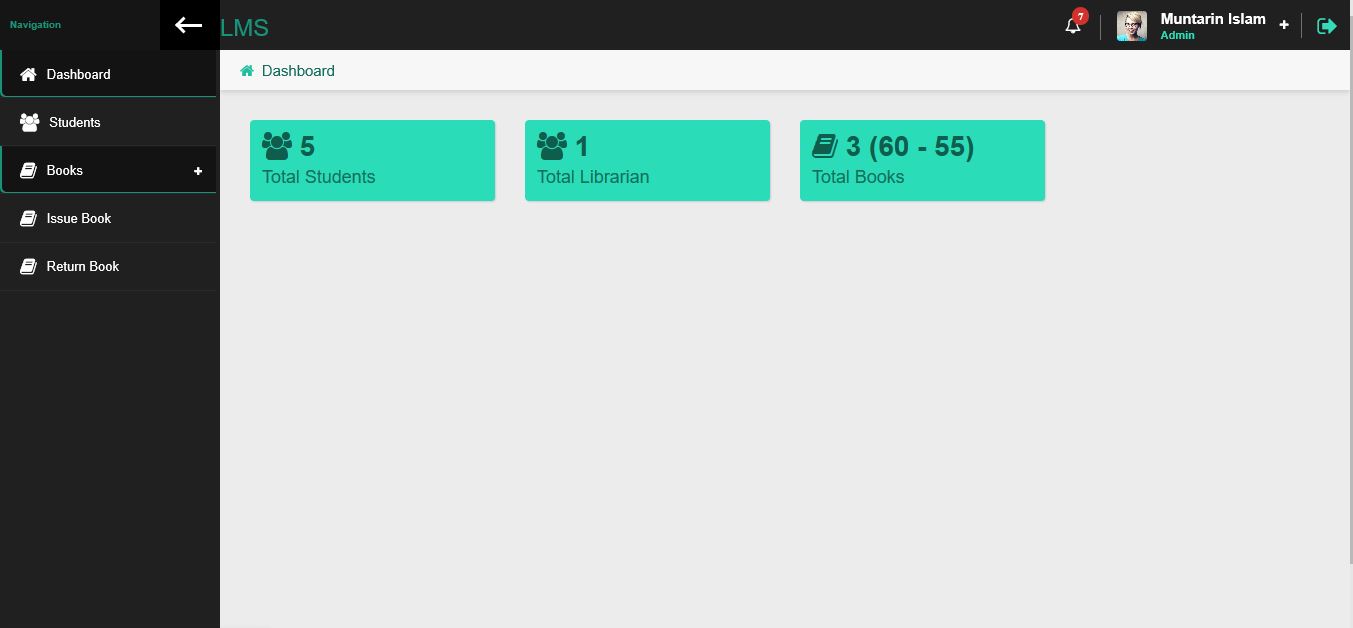 Navigation
LMS
7
Muntarin Islam
Admin
Dashboard
Students
Books
Issue Book
Return Book
Dashboard
5
Total Students
1
Total Librarian
3 (60 - 55)
Total Books